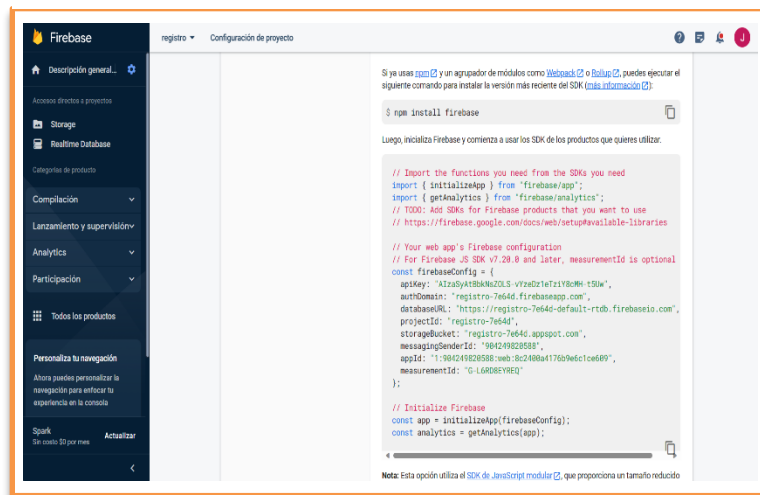 Firebase
registro
Configuración de proyecto
J
Descripción general...
Accesos directos a proyectos
Storage
Realtime Database
Categorías de producto
Compilación
Lanzamiento y supervisión
Analytics
Participación
Todos los productos
Personaliza tu navegación
Ahora puedes personalizar la
navegación para enfocar tu
experiencia en la consola
Spark
Sin costo $0 por mes
Actualizar
Si ya usas npm y un agrupador de módulos como Webpack o Rollup, puedes ejecutar el
siguiente comando para instalar la versión más reciente del SDK (más información):
$ npm install firebase
Luego, inicializa Firebase y comienza a usar los SDK de los productos que quieres utilizar.
// Import the functions you need from the SDKs you need
import { initializeApp } from "firebase/app";
import { getAnalytics } from "firebase/analytics";
// TODO: Add SDKs for Firebase products that you want to use
// https://firebase.google.com/docs/web/setup#available-libraries
// Your web app's Firebase configuration
// For Firebase JS SDK v7.20.0 and later, measurementId is optional
const firebaseConfig = {
apiKey:
authDomain: "registro-7e64d.firebaseapp.com",
databaseURL: "https://registro-7e64d-default-rtdb.firebaseio.com",
projectId: "registro-7e64d",
storageBucket: "registro-7e64d.appspot.com",
messagingSenderId: "904249820588",
appId: "1:904249820588:web:8c2400a4176b9e6c1ce609",
measurementId: "G-L6RD8EYREQ"
};
// Initialize Firebase
const app = initializeApp(firebaseConfig);
const analytics = getAnalytics(app);
Nota: Esta opción utiliza el SDK de JavaScript modular, que proporciona un tamaño reducido